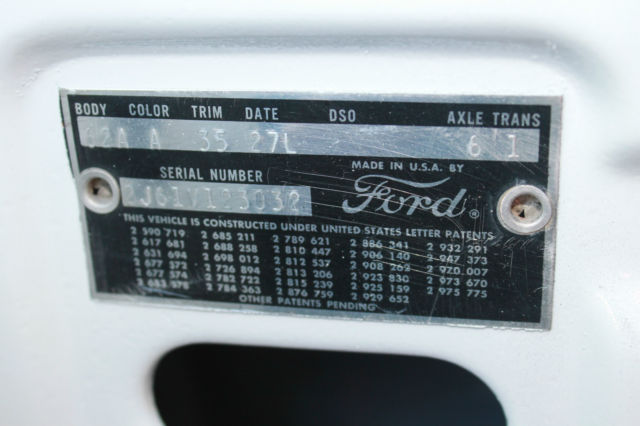 BODY COLOR TRIM DATE DSO AXLE TRANS
62A A 35 27L 6 1
SERIAL NUMBER
MADE IN U.S.A. BY
Ford®
THIS VEHICLE IS CONSTRUCTED UNDER UNITED STATES LETTER PATENTS
2 590 719 2 685 211 2 789 621 2 886 341 2 932 291
2 617 681 2 688 258 2 810 447 2 906 140 2 947 373
2 631 694 2 698 012 2 812 537 2 908 262 2 970 007
2 677 572 2 726 894 2 813 206 2 923 830 2 973 670
2 677 574 2 782 722 2 815 239 2 925 159 2 975 775
2 683 578 2 784 363 2 876 759 2 929 652
OTHER PATENTS PENDING